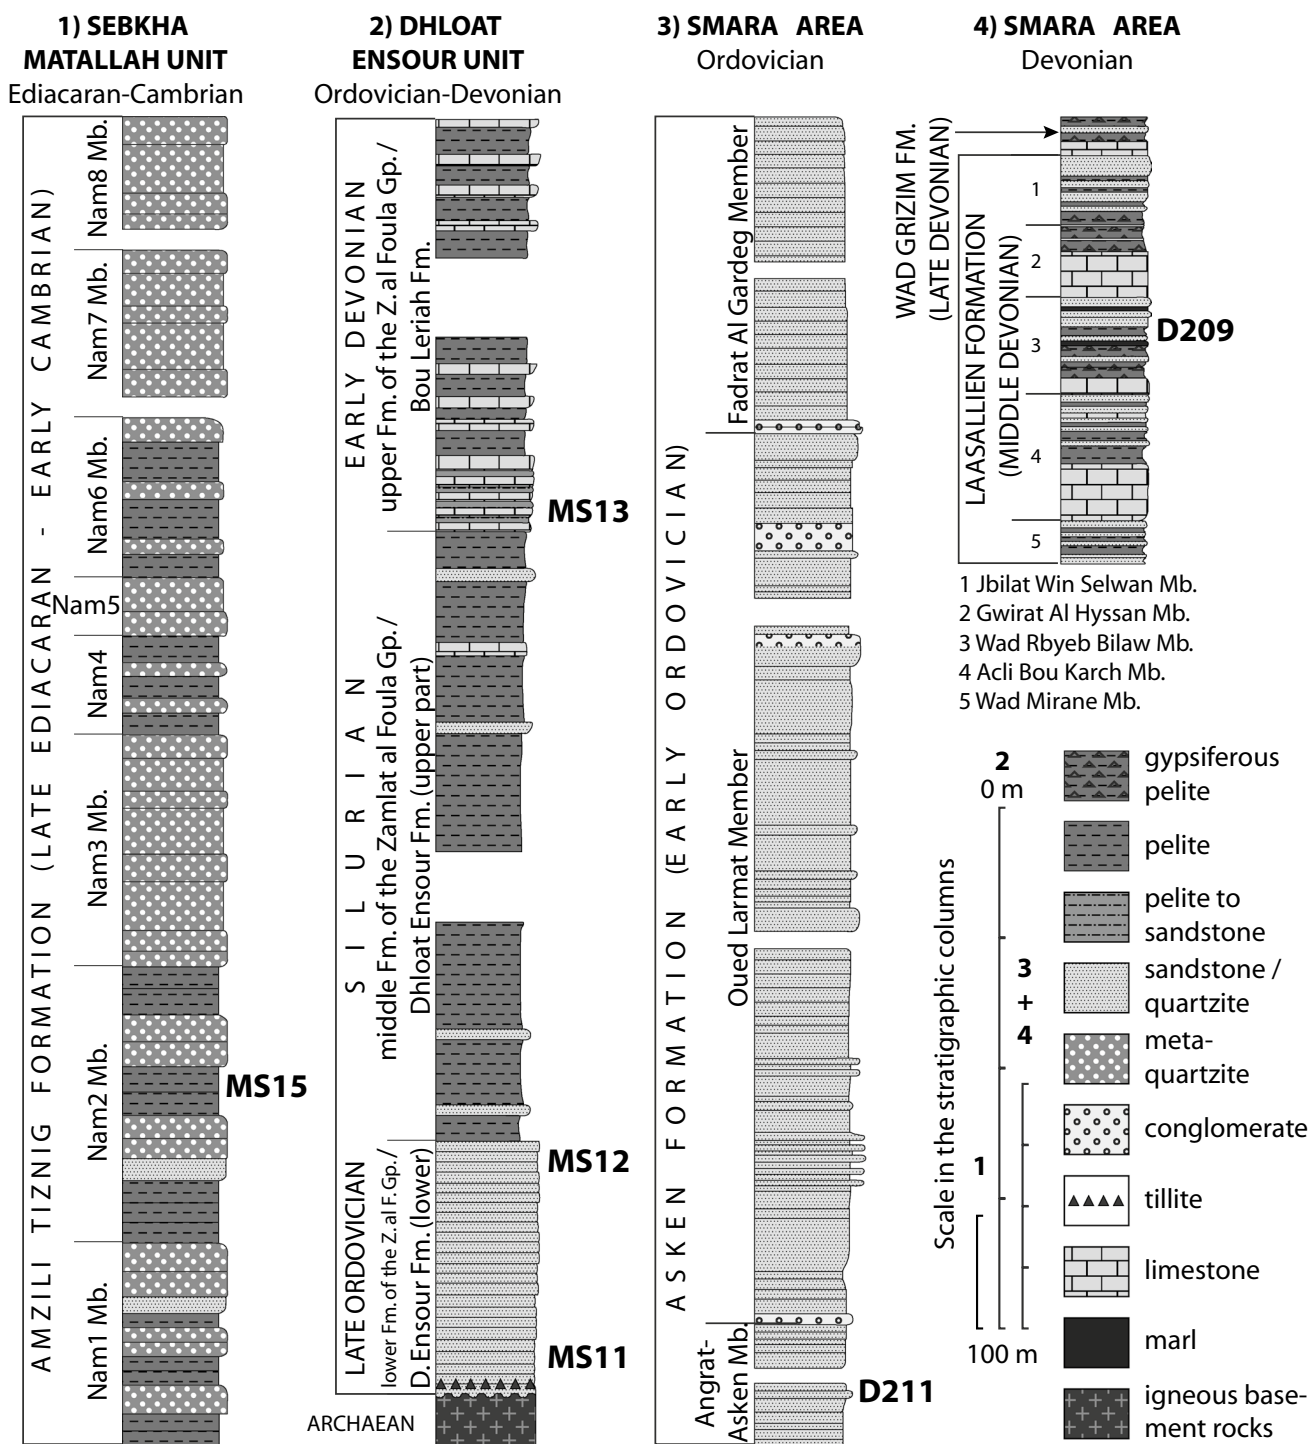 1) SEBKHA
MATALLAH UNIT
Ediacaran-Cambrian
AMZILI TIZNIG FORMATION (LATE EDIACARAN - EARLY CAMBRIAN)
Nam8 Mb.
Nam7 Mb.
Nam6 Mb.
Nam5
Nam4
Nam3 Mb.
Nam2 Mb.
Nam1 Mb.
MS15
2) DHLOAT
ENSOUR UNIT
Ordovician-Devonian
EARLY DEVONIAN
upper Fm. of the Z. al Foula Gp. /
Bou Leriah Fm.
SILURIAN
middle Fm. of the Zamlat al Foula Gp. /
Dhloat Ensour Fm. (upper part)
LATE ORDOVICIAN
lower Fm. of the Z. al F. Gp. /
D. Ensour Fm. (lower)
ARCHAEAN
MS13
MS12
MS11
3) SMARA AREA
Ordovician
ASKEN FORMATION (EARLY ORDOVICIAN)
Fadrat Al Gardeg Member
Oued Larmat Member
Angrat-
Asken Mb.
D211
4) SMARA AREA
Devonian
WAD GRIZIM FM.
(LATE DEVONIAN)
LAASALLIEN FORMATION
(MIDDLE DEVONIAN)
1
2
3
4
5
D209
1 Jbilat Win Selwan Mb.
2 Gwirat Al Hyssan Mb.
3 Wad Rbyeb Bilaw Mb.
4 Acli Bou Karch Mb.
5 Wad Mirane Mb.
Scale in the stratigraphic columns
2
0 m
3
+
4
1
100 m
gypsiferous
pelite
pelite
pelite to
sandstone
sandstone /
quartzite
meta-
quartzite
conglomerate
tillite
limestone
marl
igneous base-
ment rocks